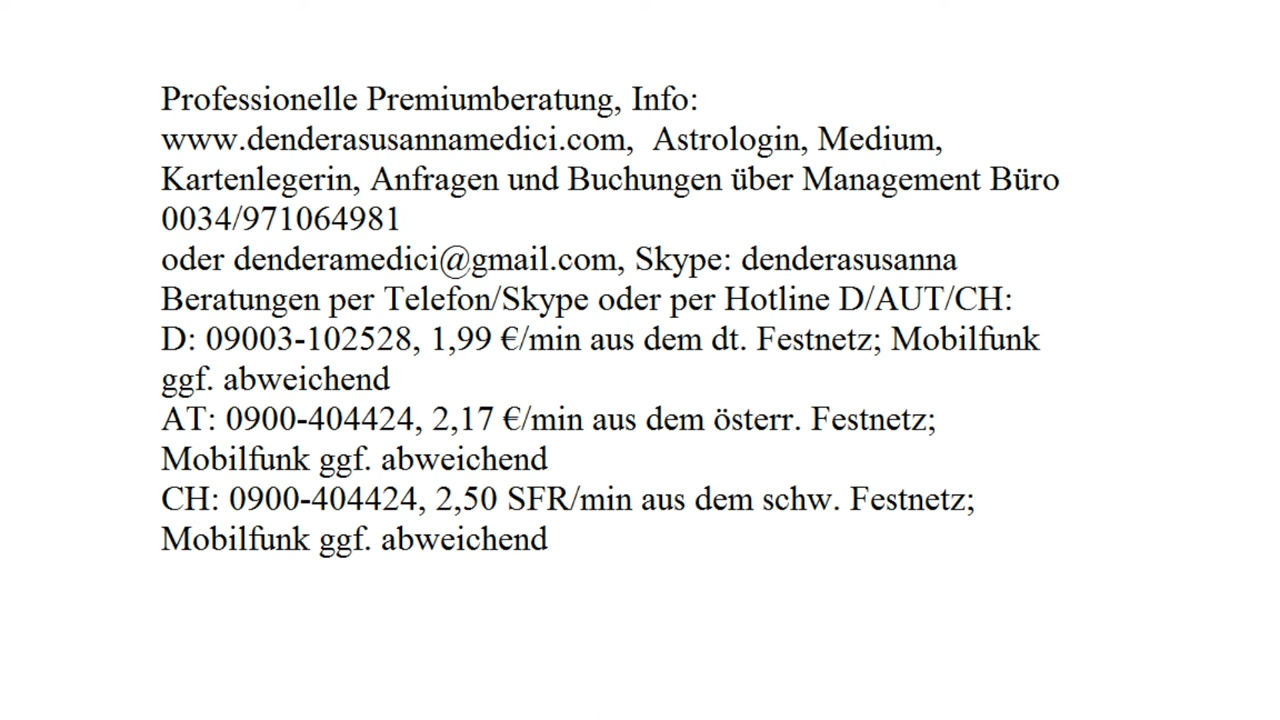 Professionelle Premiumberatung, Info:
www.denderasusannamedici.com,  Astrologin, Medium,
Kartenlegerin, Anfragen und Buchungen über Management Büro
0034/971064981
oder denderamedici@gmail.com, Skype: denderasusanna
Beratungen per Telefon/Skype oder per Hotline D/AUT/CH:
D: 09003-102528, 1,99 €/min aus dem dt. Festnetz; Mobilfunk
ggf. abweichend
AT: 0900-404424, 2,17 €/min aus dem österr. Festnetz;
Mobilfunk ggf. abweichend
CH: 0900-404424, 2,50 SFR/min aus dem schw. Festnetz;
Mobilfunk ggf. abweichend